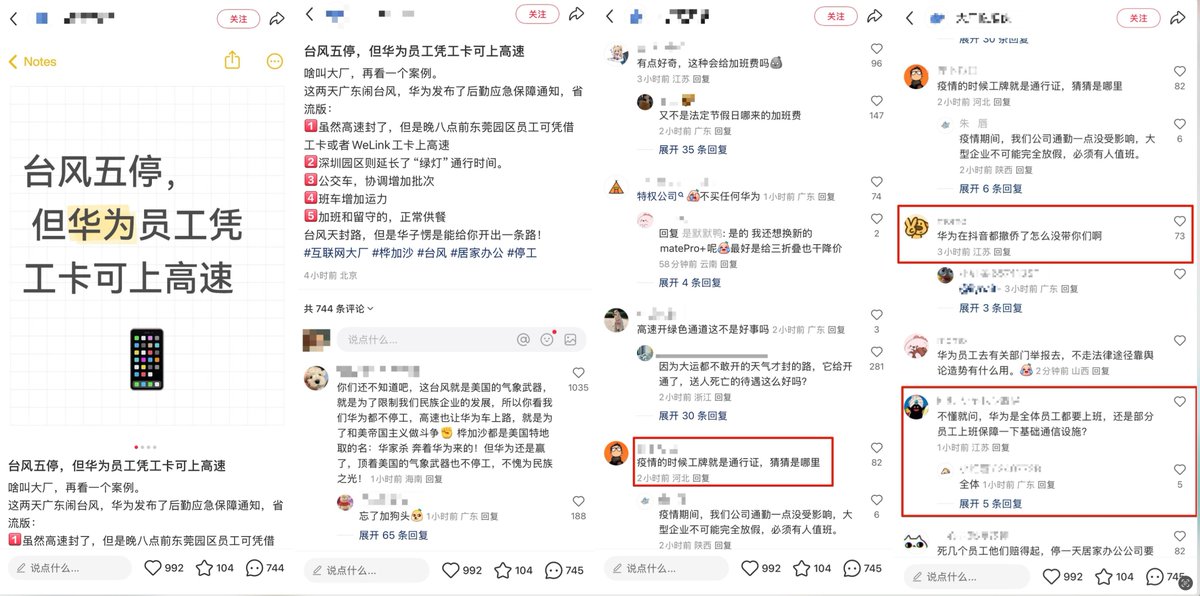 关注
Notes
台风五停，
但华为员工凭
工卡可上高速
台风五停，但华为员工凭工卡可上高速
啥叫大厂，再看一个案例。
这两天广东闹台风，华为发布了后勤应急保障通知，省
流版：
1虽然高速封了，但是晚八点前东莞园区员工可凭借
说点什么...
992
104
744
关注
台风五停，但华为员工凭工卡可上高速
啥叫大厂，再看一个案例。
这两天广东闹台风，华为发布了后勤应急保障通知，省
流版：
1虽然高速封了，但是晚八点前东莞园区员工可凭借
工卡或者WeLink工卡上高速
2深圳园区则延长了“绿灯”通行时间。
3公交车，协调增加批次
4班车增加运力
5加班和留守的，正常供餐
台风天封路，但是华子愣是能给你开出一条路！
#互联网大厂 #桦加沙 #台风 #居家办公 #停工
4小时前 北京
共 744 条评论
说点什么...
你们还不知道吧，这台风就是美国的气象武器，
就是为了限制我们民族企业的发展，所以你看我
们华为都不停工，高速也让华为车上路，就是为
了和美帝国主义做斗争✊ 桦加沙都是美国特地
取的名：华家杀 奔着华为来的！但华为还是赢
了，顶着美国的气象武器也不停工，不愧为民族
之光！ 1小时前 海南 回复
1035
忘了加狗头 1小时前 广东 回复
188
展开 65 条回复
说点什么...
992
104
745
关注
有点好奇，这种会给加班费吗
3小时前 江苏 回复
96
又不是法定节假日哪来的加班费
2小时前 广东 回复
147
展开 35 条回复
特权公司 不买任何华为 1小时前 广东 回复
74
回复 默默鸭: 是的 我还想换新的
matePro+呢 最好是给三折叠也干降价
58分钟前 云南 回复
2
展开 4 条回复
高速开绿色通道这不是好事吗 2小时前 广东 回复
3
因为大运都不敢开的天气才封的路，它给开
通了，送人死亡的待遇这么好吗？
2小时前 浙江 回复
281
展开 30 条回复
疫情的时候工牌就是通行证，猜猜是哪里
2小时前 河北 回复
82
疫情期间，我们公司通勤一点没受影响，大
型企业不可能完全放假，必须有人值班。
2小时前 陕西 回复
6
说点什么...
992
104
745
关注
展开 30 条回复
疫情的时候工牌就是通行证，猜猜是哪里
2小时前 河北 回复
82
疫情期间，我们公司通勤一点没受影响，大
型企业不可能完全放假，必须有人值班。
2小时前 陕西 回复
6
展开 6 条回复
华为在抖音都撤侨了怎么没带你们啊
3小时前 江苏 回复
73
3小时前 广东 回复
展开 3 条回复
华为员工去有关部门举报去，不走法律途径靠舆
论造势有什么用。 2分钟前 山西 回复
不懂就问，华为是全体员工都要上班，还是部分
员工上班保障一下基础通信设施？
1小时前 江苏 回复
全体 1小时前 广东 回复
5
展开 5 条回复
死几个员工他们赔得起，停一天居家办公公司要
82
说点什么...
992
104
745